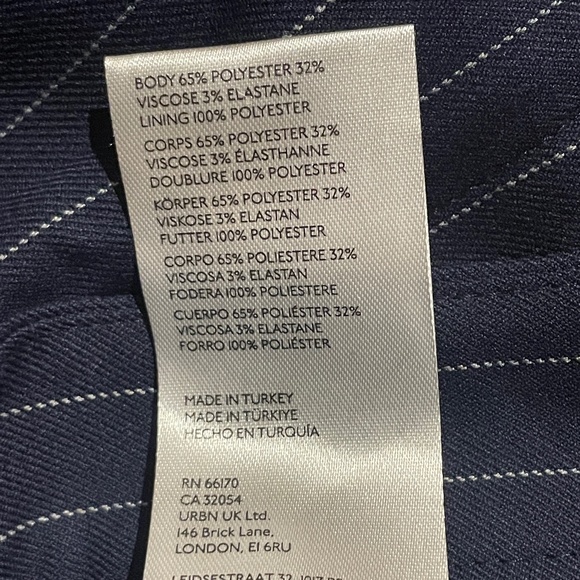 BODY 65% POLYESTER 32%
VISCOSE 3% ELASTANE
LINING 100% POLYESTER
CORPS 65% POLYESTER 32%
VISCOSE 3% ÉLASTHANNE
DOUBLURE 100% POLYESTER
KÖRPER 65% POLYESTER 32%
VISKOSE 3% ELASTAN
FUTTER 100% POLYESTER
CORPO 65% POLIESTERE 32%
VISCOSA 3% ELASTAN
FODERA 100% POLIESTERE
CUERPO 65% POLIÉSTER 32%
VISCOSA 3% ELASTANE
FORRO 100% POLIÉSTER
MADE IN TURKEY
MADE IN TÜRKIYE
HECHO EN TURQUÍA
RN 66170
CA 32054
URBN UK Ltd.
146 Brick Lane,
LONDON, E1 6RU
LEIDSESTRAAT 32